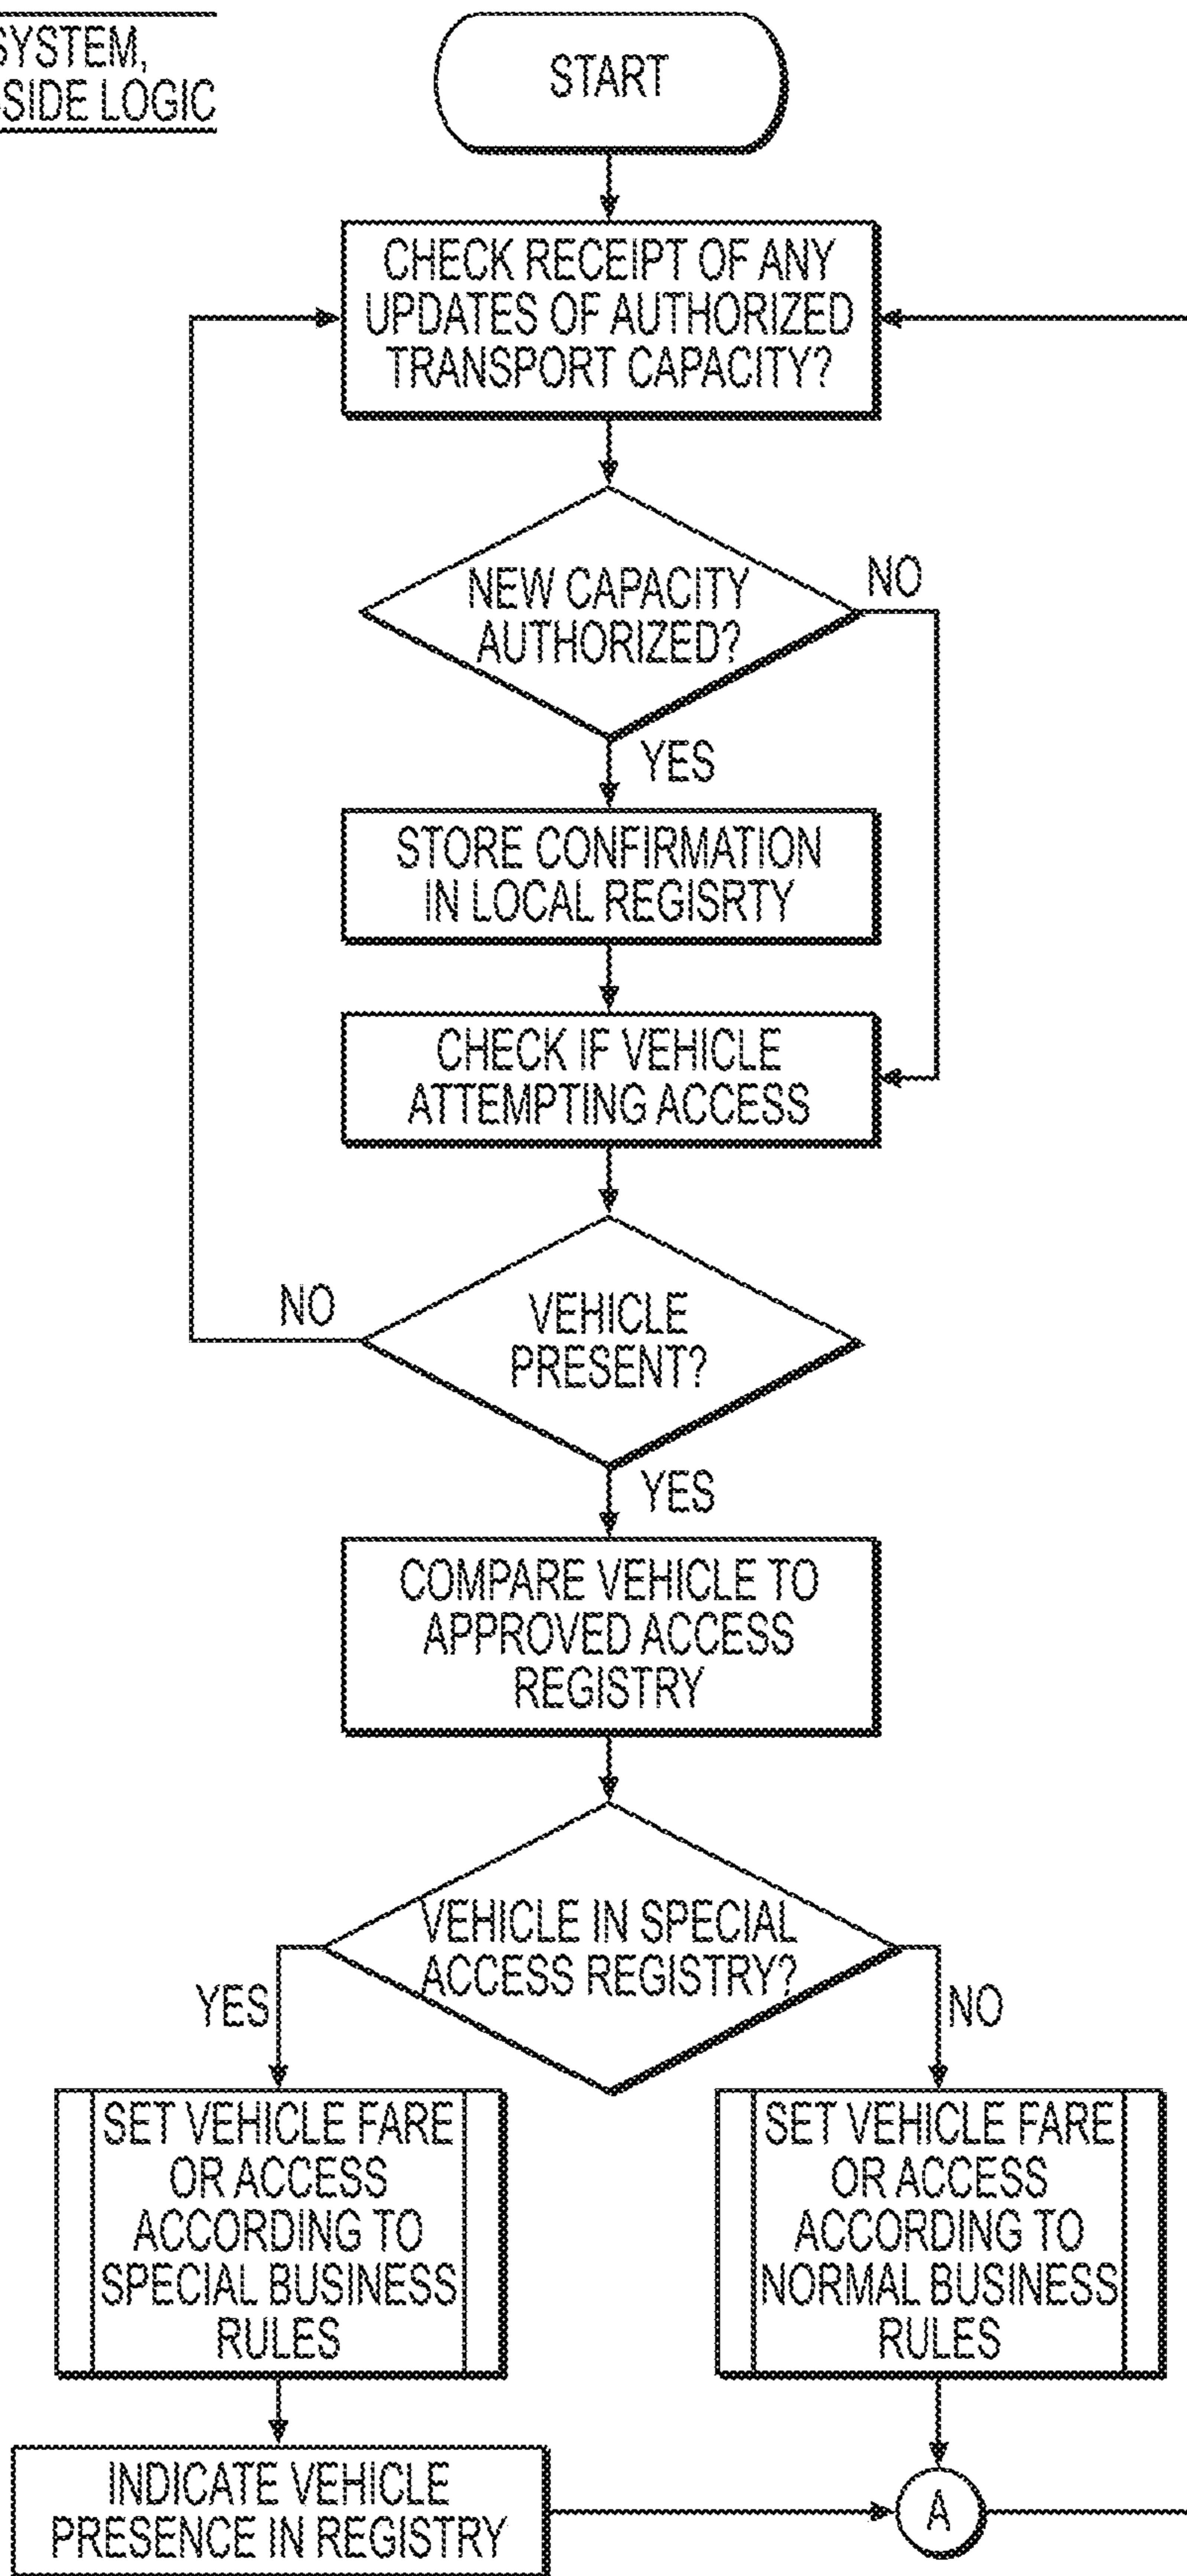 SYSTEM,
SIDE LOGIC
START
CHECK RECEIPT OF ANY
UPDATES OF AUTHORIZED
TRANSPORT CAPACITY?
NEW CAPACITY
AUTHORIZED?
NO
YES
STORE CONFIRMATION
IN LOCAL REGISRTY
CHECK IF VEHICLE
ATTEMPTING ACCESS
NO
VEHICLE
PRESENT?
YES
COMPARE VEHICLE TO
APPROVED ACCESS
REGISTRY
VEHICLE IN SPECIAL
ACCESS REGISTRY?
YES
NO
SET VEHICLE FARE
OR ACCESS
ACCORDING TO
SPECIAL BUSINESS
RULES
SET VEHICLE FARE
OR ACCESS
ACCORDING TO
NORMAL BUSINESS
RULES
INDICATE VEHICLE
PRESENCE IN REGISTRY
A